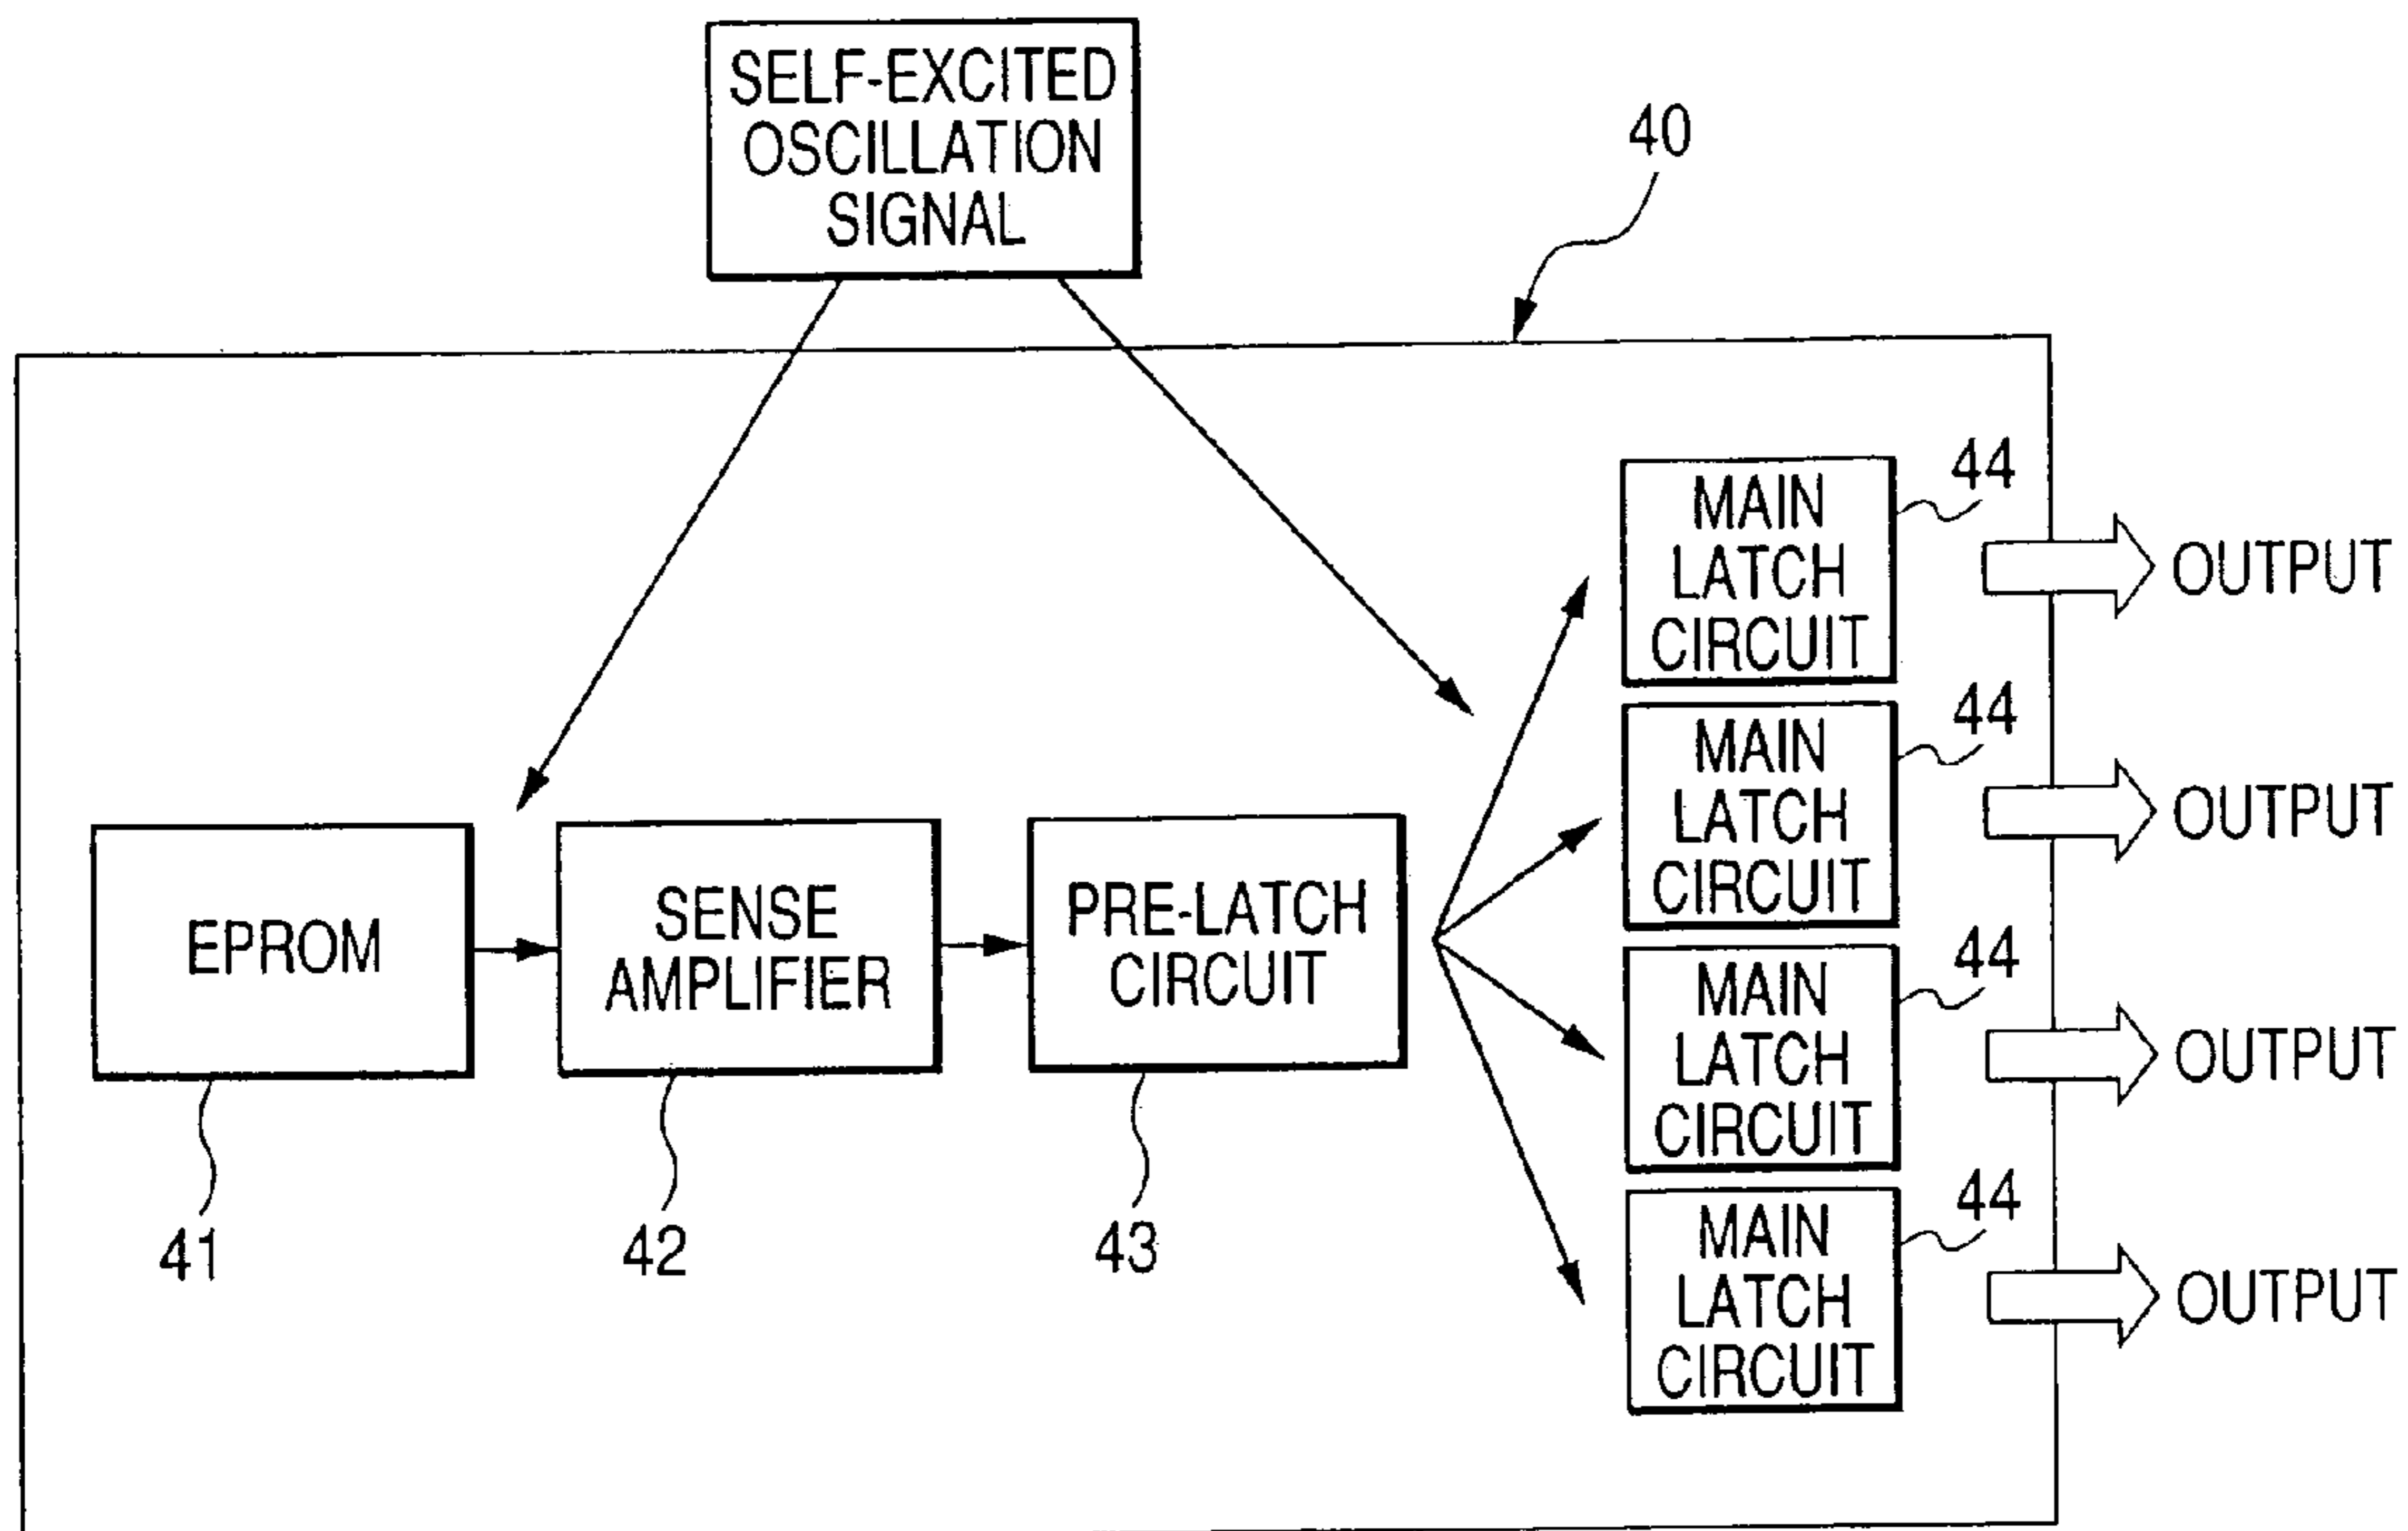 SELF-EXCITED
OSCILLATION
SIGNAL
40
MAIN
LATCH
CIRCUIT
44
OUTPUT
MAIN
LATCH
CIRCUIT
44
OUTPUT
EPROM
41
SENSE
AMPLIFIER
42
PRE-LATCH
CIRCUIT
43
MAIN
LATCH
CIRCUIT
44
OUTPUT
MAIN
LATCH
CIRCUIT
44
OUTPUT